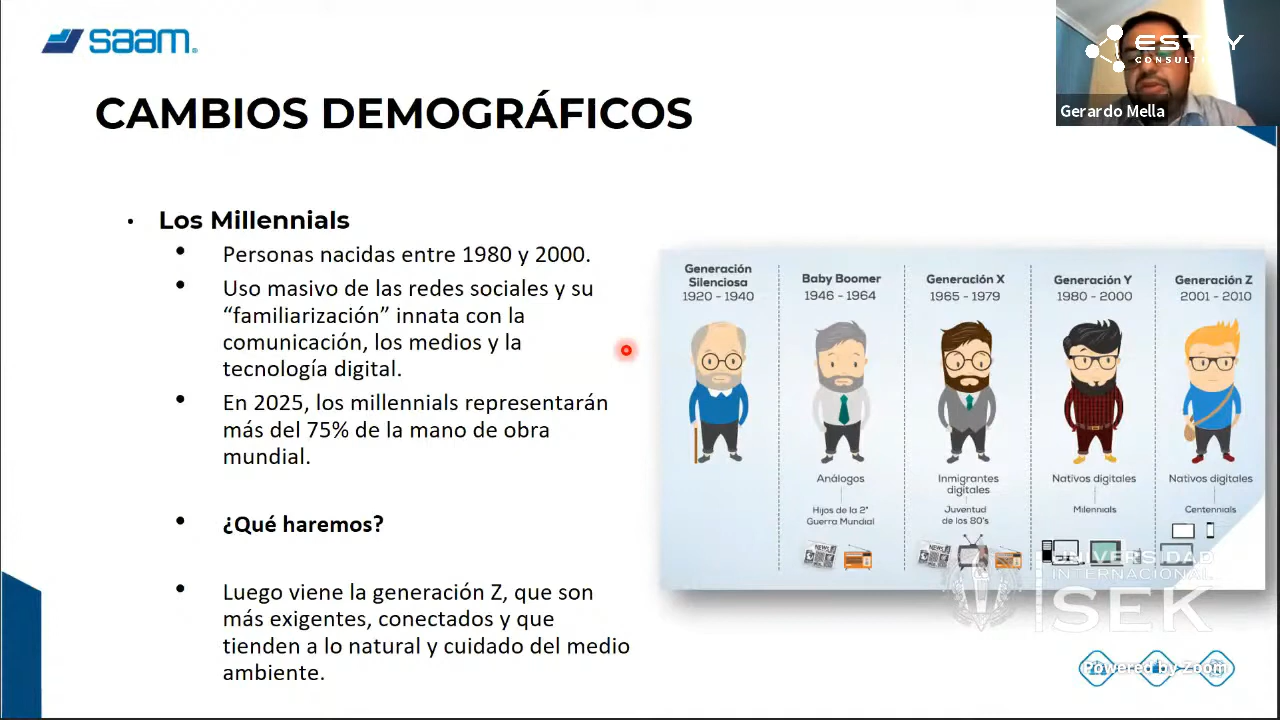 saam
CAMBIOS DEMOGRÁFICOS
ESTAY
CONSULTING
Gerardo Mella
• Los Millennials
• Personas nacidas entre 1980 y 2000.
• Uso masivo de las redes sociales y su
“familiarización” innata con la
comunicación, los medios y la
tecnología digital.
• En 2025, los millennials representarán
más del 75% de la mano de obra
mundial.
• ¿Qué haremos?
• Luego viene la generación Z, que son
más exigentes, conectados y que
tienden a lo natural y cuidado del medio
ambiente.
Generación
Silenciosa
1920 - 1940
Baby Boomer
1946 - 1964
Análogos
Hijos de la 2ª
Guerra Mundial
NEWS
Generación X
1965 - 1979
Inmigrantes
digitales
Juventud
de los 80's
Generación Y
1980 - 2000
Nativos digitales
Milennials
Generación Z
2001 - 2010
Nativos digitales
Centennials
UNIVERSIDAD
INTERNACIONAL
SEK
Powered by Zoom